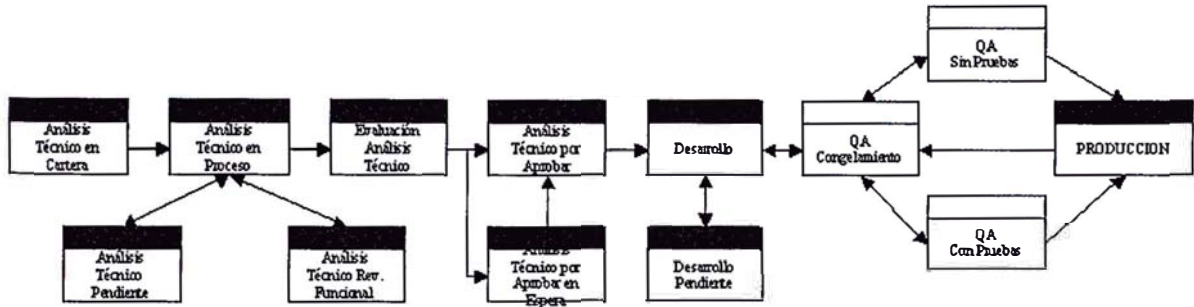 QA
Sin Pruebas
Análisis
Técnico en
Cartera
Análisis
Técnico en
Proceso
Evaluación
Análisis
Técnico
Análisis
Técnico por
Aprobar
Desarrollo
QA
Congelamiento
PRODUCCION
Análisis
Técnico
Pendiente
Análisis
Técnico Rev.
Funcional
Análisis
Técnico por
Aprobar en
Espera
Desarrollo
Pendiente
QA
Con Pruebas